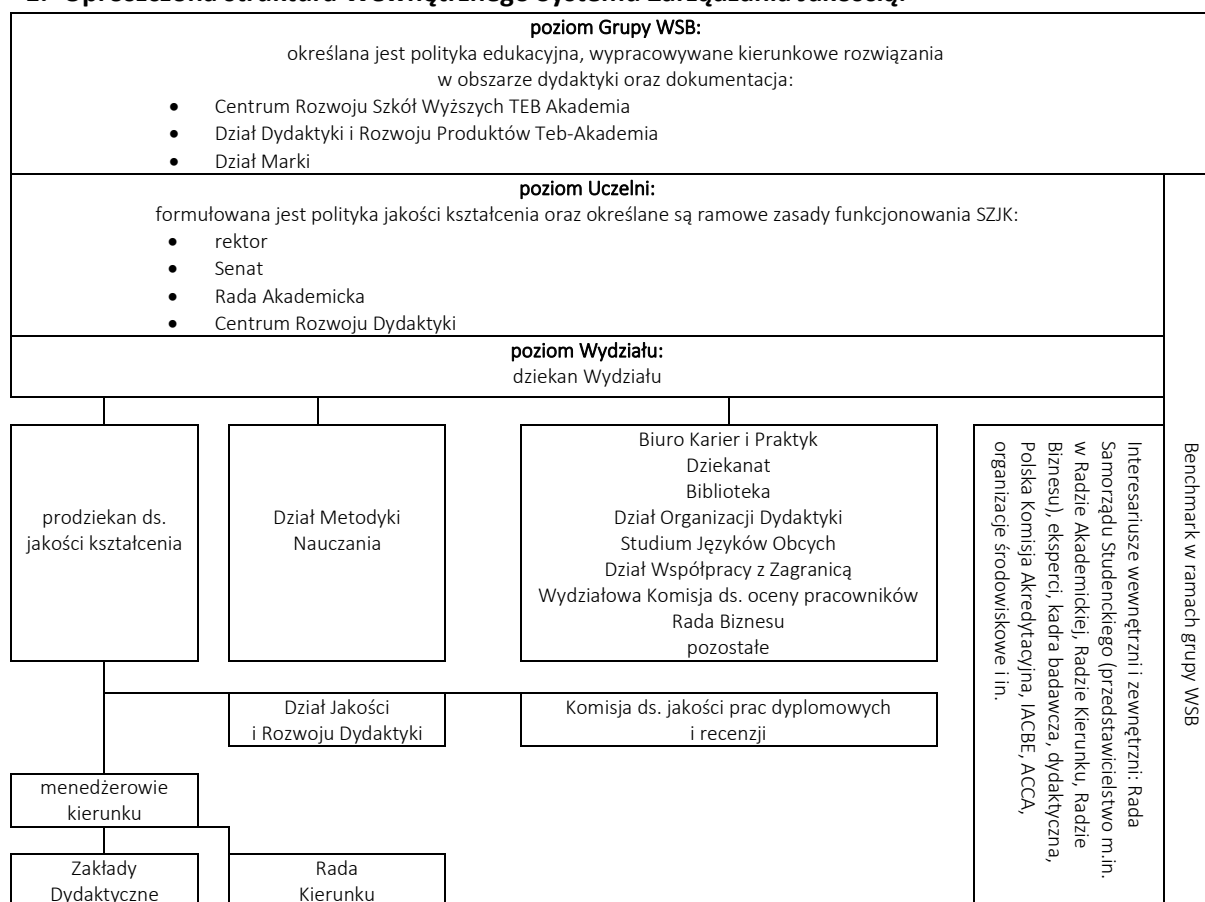 poziom Grupy WSB:
określana jest polityka edukacyjna, wypracowywane kierunkowe rozwiązania
w obszarze dydaktyki oraz dokumentacja:
• Centrum Rozwoju Szkół Wyższych TEB Akademia
• Dział Dydaktyki i Rozwoju Produktów Teb-Akademia
• Dział Marki
poziom Uczelni:
formułowana jest polityka jakości kształcenia oraz określane są ramowe zasady funkcjonowania SZJK:
• rektor
• Senat
• Rada Akademicka
• Centrum Rozwoju Dydaktyki
poziom Wydziału:
dziekan Wydziału
prodziekan ds.
jakości kształcenia
Dział Metodyki
Nauczania
Biuro Karier i Praktyk
Dziekanat
Biblioteka
Dział Organizacji Dydaktyki
Studium Języków Obcych
Dział Współpracy z Zagranicą
Wydziałowa Komisja ds. oceny pracowników
Rada Biznesu
pozostałe
Interesariusze wewnętrzni i zewnętrzni: Rada
Samorządu Studenckiego (przedstawicielstwo m.in.
w Radzie Akademickiej, Radzie Kierunku, Radzie
Biznesu), eksperci, kadra badawcza, dydaktyczna,
Polska Komisja Akredytacyjna, IACBE, ACCA,
organizacje środowiskowe i in.
Benchmark w ramach grupy WSB
Dział Jakości
i Rozwoju Dydaktyki
Komisja ds. jakości prac dyplomowych
i recenzji
menedżerowie
kierunku
Zakłady
Dydaktyczne
Rada
Kierunku